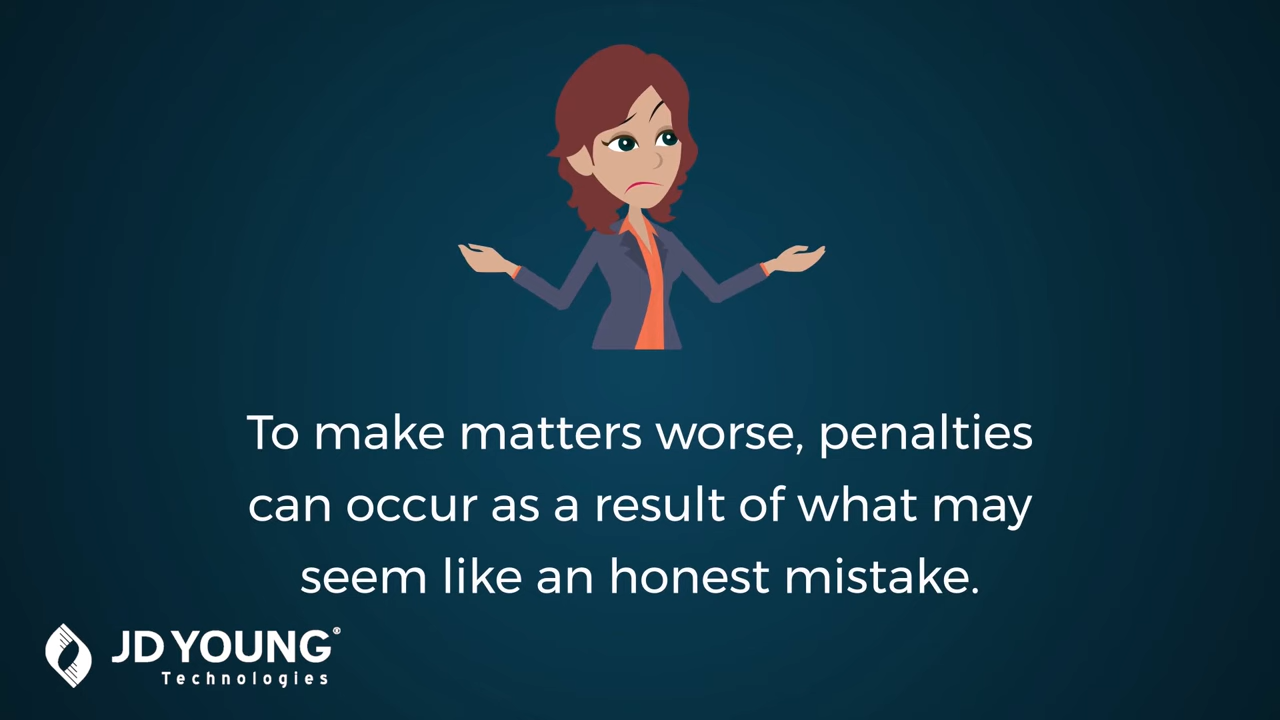 To make matters worse, penalties
can occur as a result of what may
seem like an honest mistake.
JD YOUNG®
Technologies